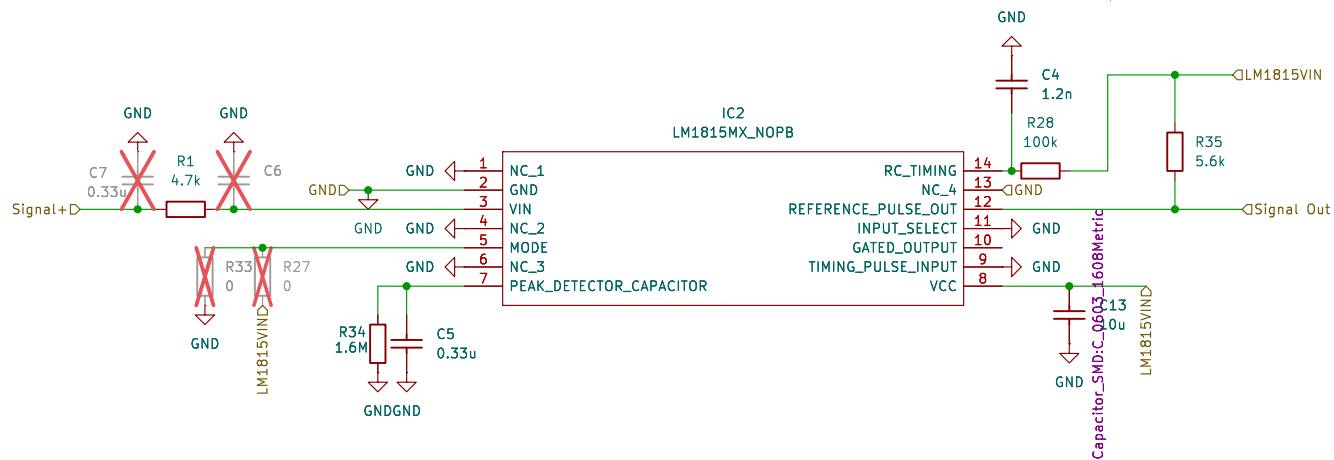 GND
C4
1.2n
LM1815VIN
IC2
LM1815MX_NOPB
R28
100k
R35
5.6k
GND
GND
C7
0.33u
R1
4.7k
C6
Signal+
GND
GND
1
NC_1
GND
2
GND
3
VIN
GND
GND
4
NC_2
5
MODE
GND
6
NC_3
7
PEAK_DETECTOR_CAPACITOR
RC_TIMING
14
NC_4
13
GND
REFERENCE_PULSE_OUT
12
Signal Out
INPUT_SELECT
11
GND
GATED_OUTPUT
10
TIMING_PULSE_INPUT
9
GND
VCC
8
R33
0
R27
0
GND
LM1815VIN
R34
1.6M
C5
0.33u
GND
GND
C13
10u
GND
Capacitor_SMD:C_0603_1608Metric
LM1815VIN